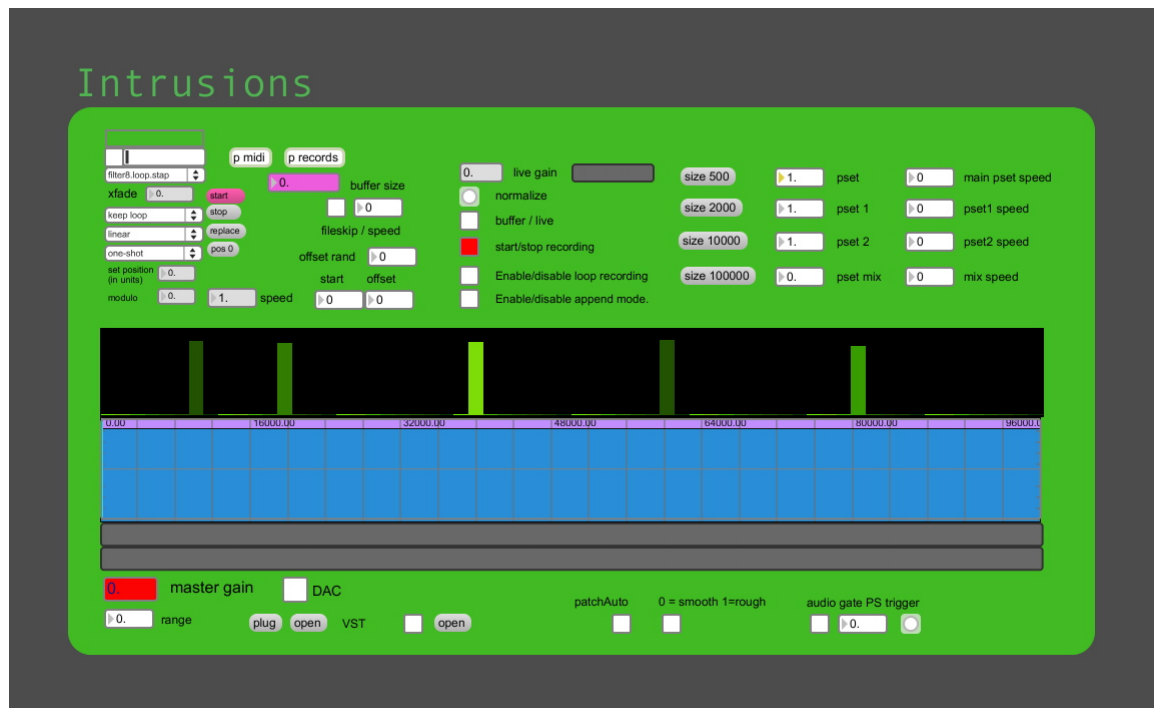 Intrusions
p midi
p records
filter8.loop.stap
xfade
0.
start
keep loop
stop
linear
replace
one-shot
pos 0
set position
(in units)
0.
modulo
0.
1.
speed
0.
buffer size
0
fileskip / speed
offset rand
0
start
offset
0
0
0.
live gain
normalize
buffer / live
start/stop recording
Enable/disable loop recording
Enable/disable append mode.
size 500
1.
pset
0
main pset speed
size 2000
1.
pset 1
0
pset1 speed
size 10000
1.
pset 2
0
pset2 speed
size 100000
0.
pset mix
0
mix speed
0.00
16000.00
32000.00
48000.00
64000.00
80000.00
96000.0
0.
master gain
DAC
0.
range
plug
open
VST
open
patchAuto
0 = smooth 1=rough
audio gate PS trigger
0.